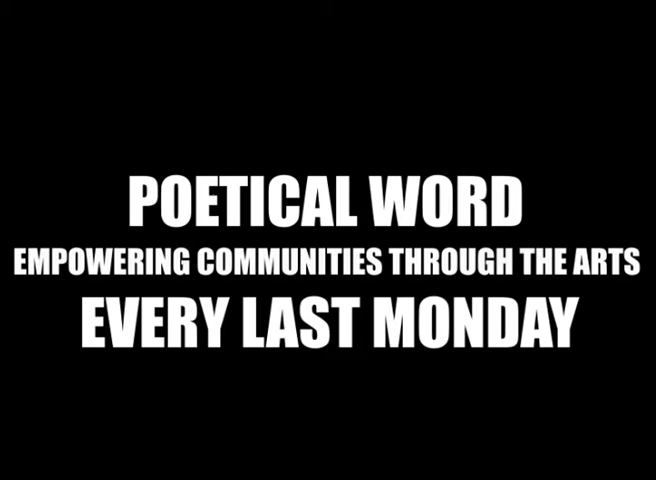 POETICAL WORD
EMPOWERING COMMUNITIES THROUGH THE ARTS
EVERY LAST MONDAY